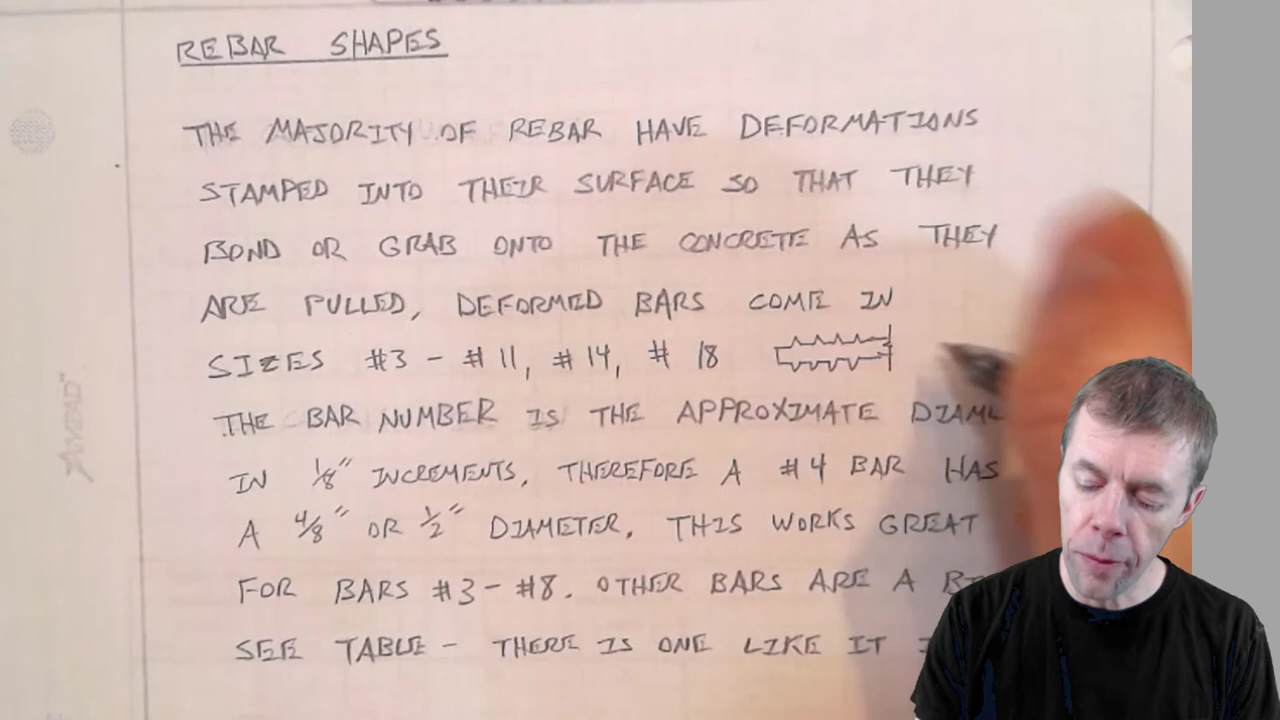 REBAR SHAPES
THE MAJORITY OF REBAR HAVE DEFORMATIONS
STAMPED INTO THEIR SURFACE SO THAT THEY
BOND OR GRAB ONTO THE CONCRETE AS THEY
ARE PULLED, DEFORMED BARS COME IN
SIZES #3 - #11, #14, # 18
THE BAR NUMBER IS THE APPROXIMATE
IN 1/8" INCREMENTS, THEREFORE A #4 BAR HAS
A 4/8" OR 1/2" DIAMETER. THIS WORKS GREAT
FOR BARS #3 - #8. OTHER BARS ARE A
SEE TABLE - THERE IS ONE LIKE IT
AMPAD™